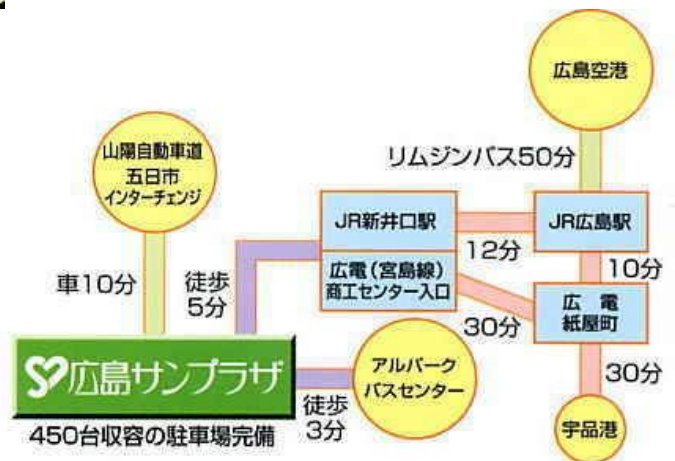 広島空港
山陽自動車道
五日市
インターチェンジ
リムジンバス50分
JR新井口駅
JR広島駅
12分
広電(宮島線)
商工センター入口
10分
車10分
徒歩
5分
広電
紙屋町
30分
広島サンプラザ
アルパーク
バスセンター
30分
徒歩
3分
宇品港
450台収容の駐車場完備